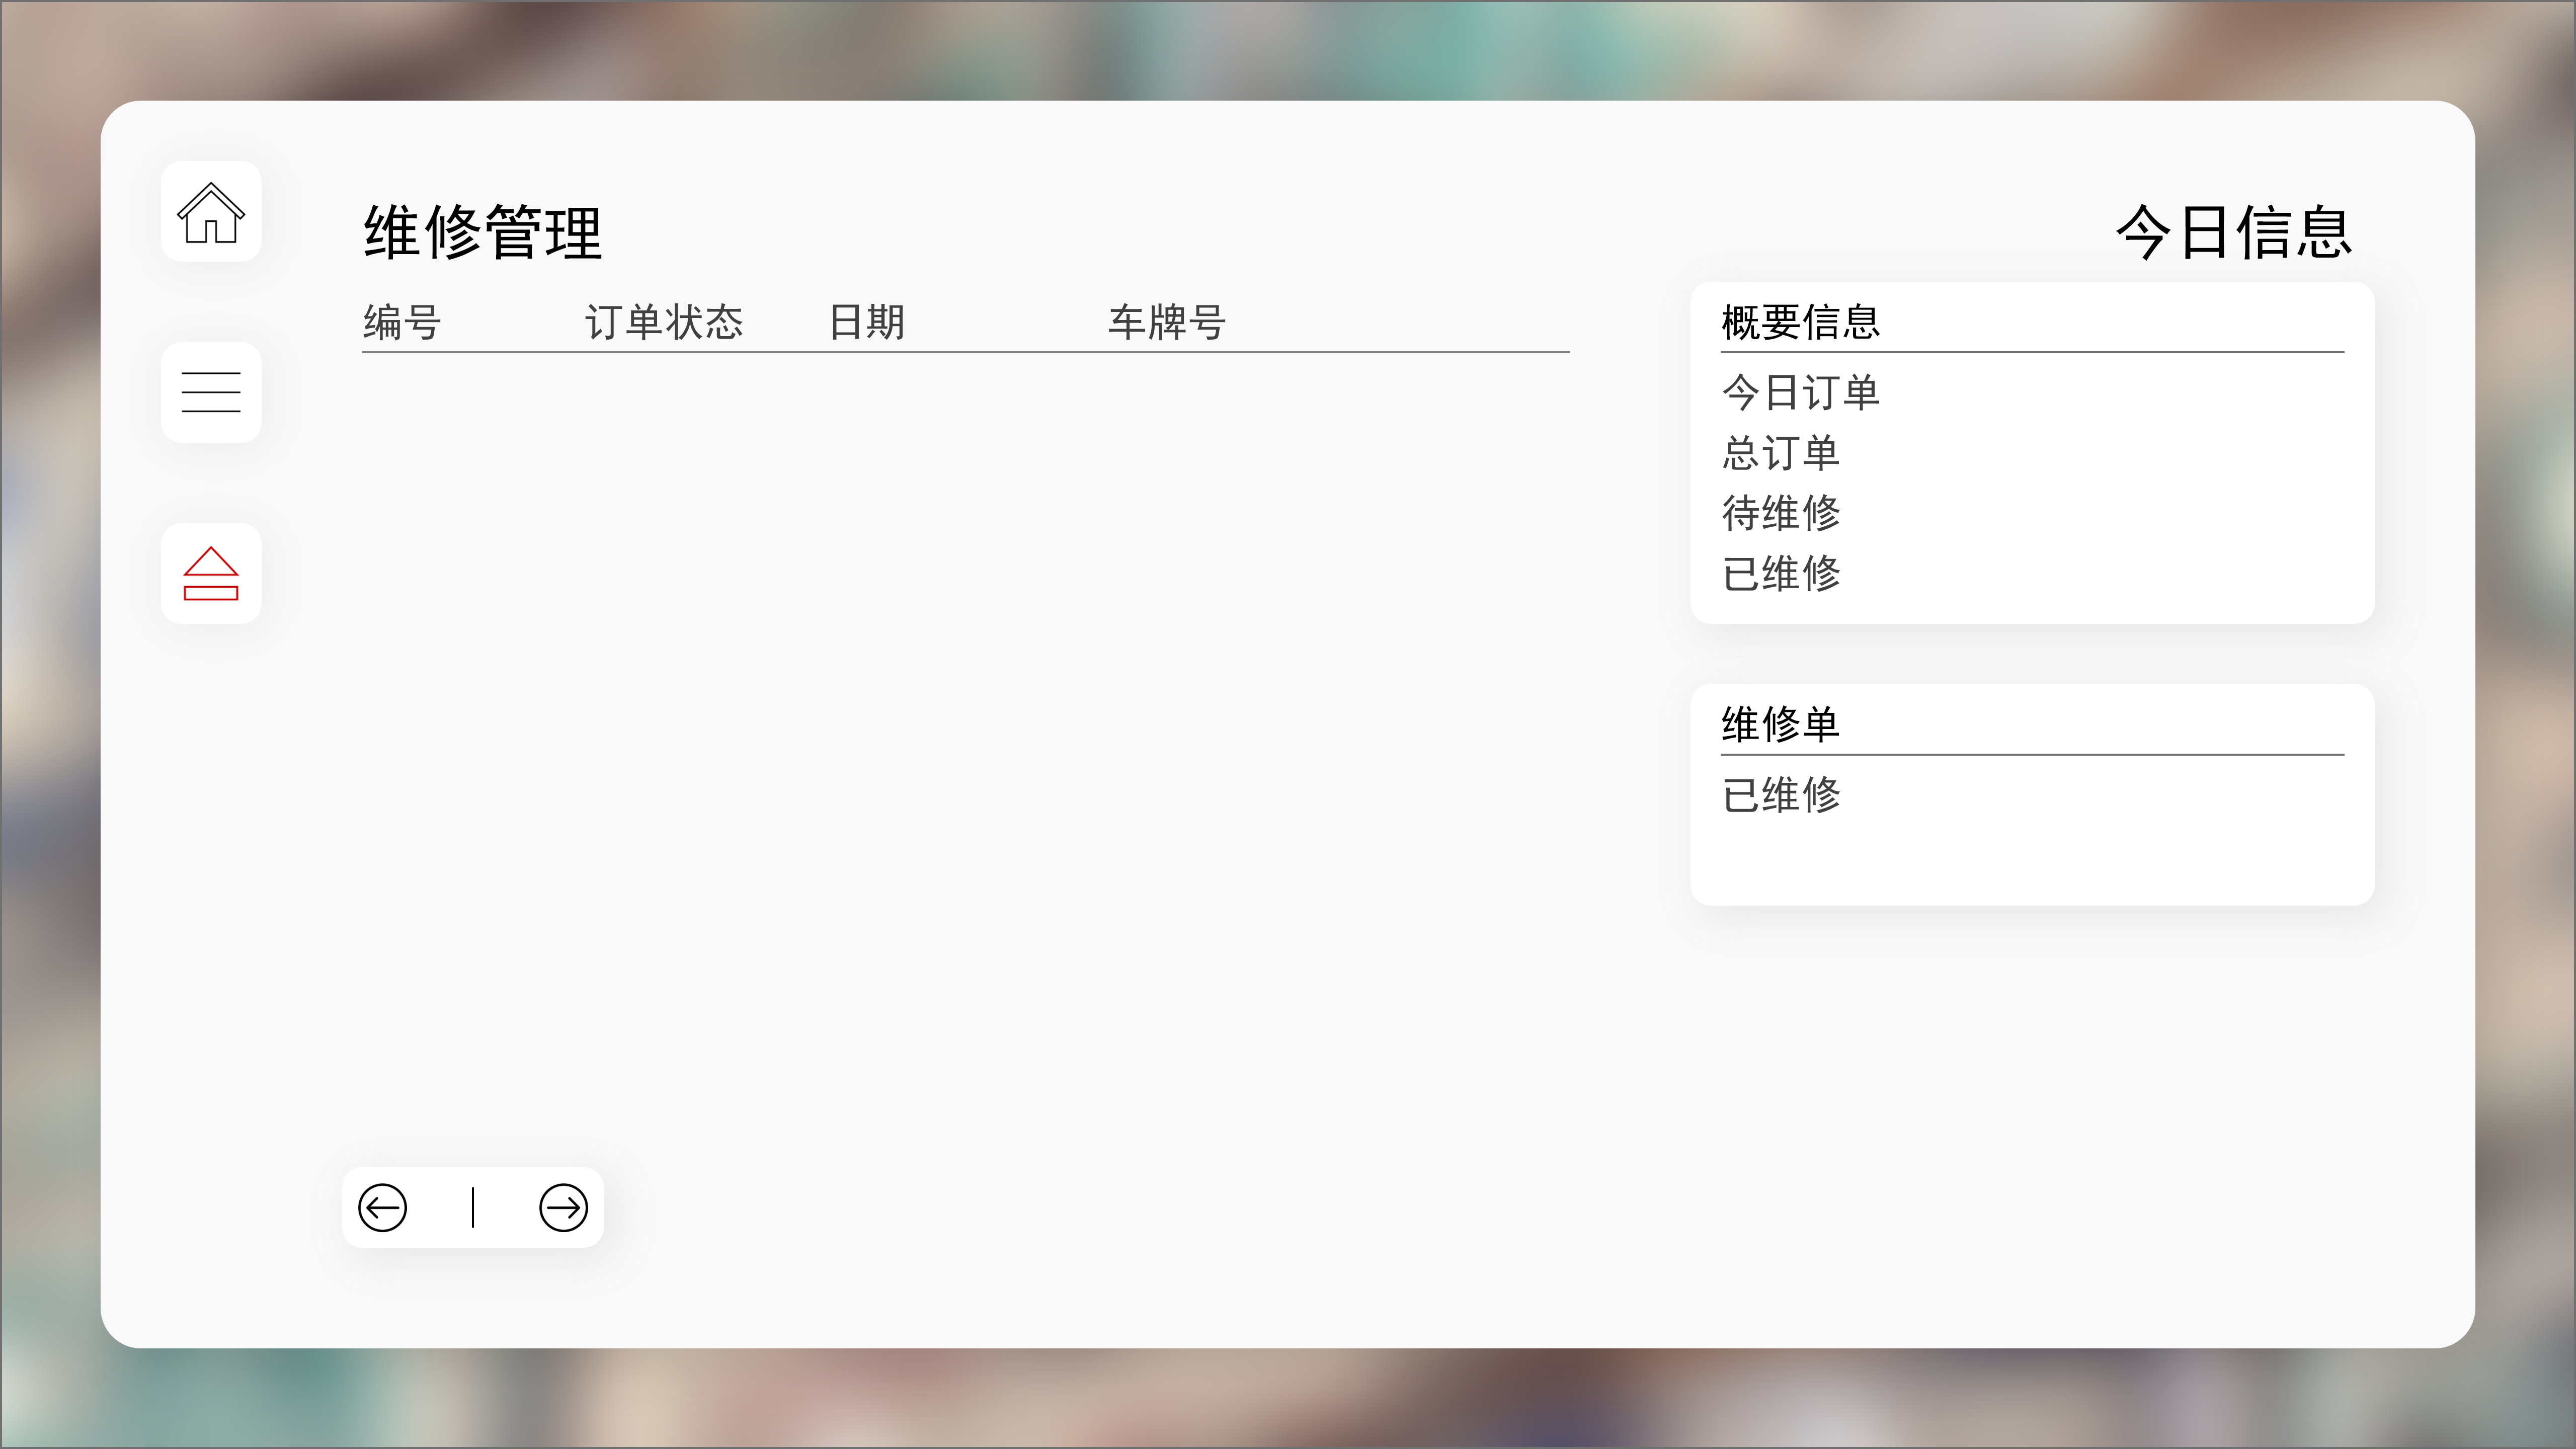 维修管理
编号 订单状态 日期 车牌号
今日信息
概要信息
今日订单
总订单
待维修
已维修
维修单
已维修